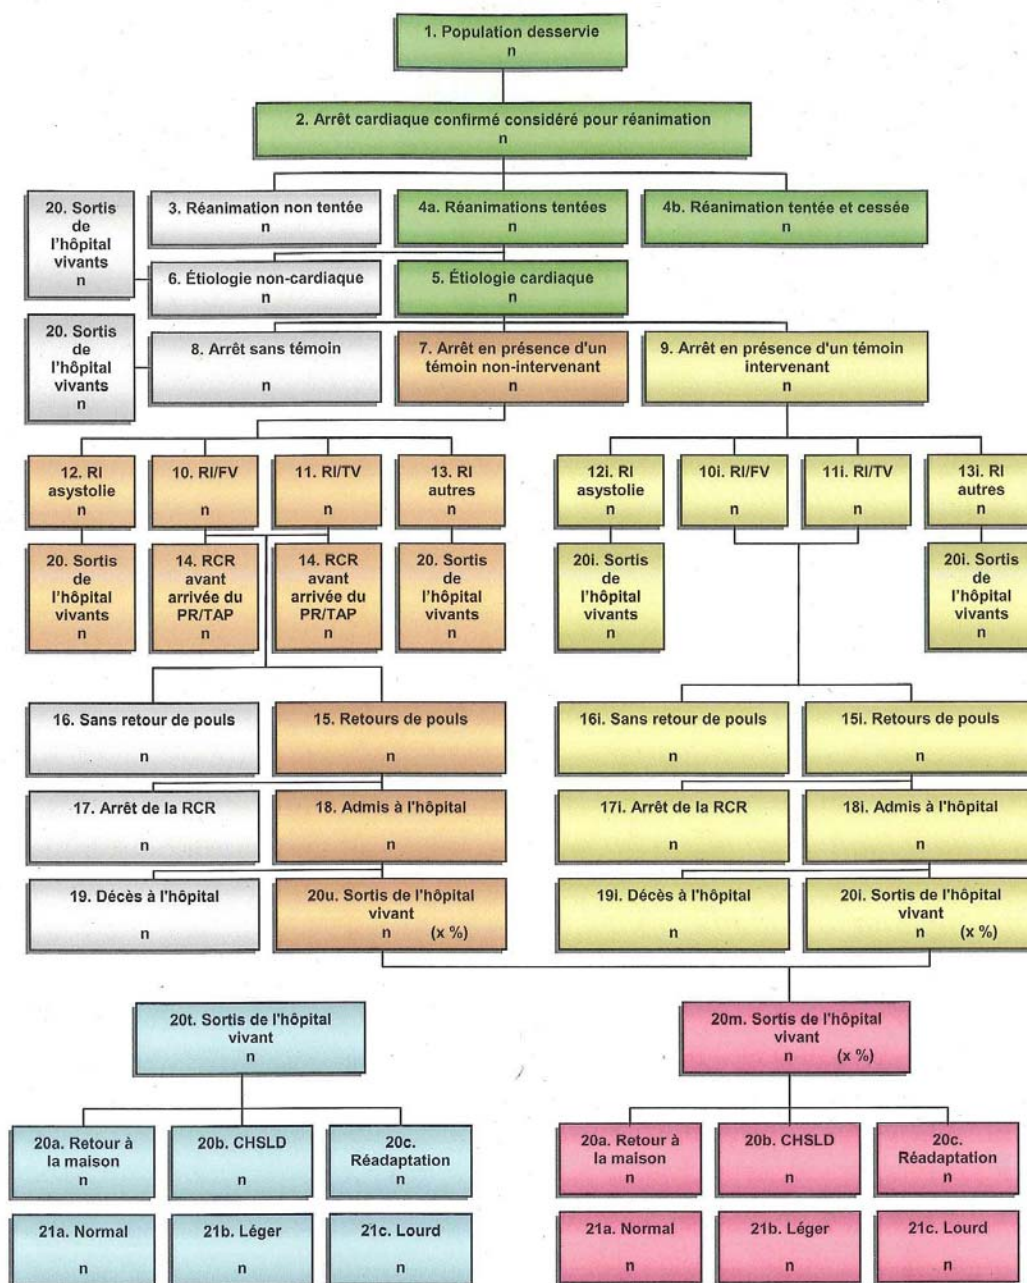 1. Population desservie
n
2. Arrêt cardiaque confirmé considéré pour réanimation
n
20. Sortis
de
l'hôpital
vivants
n
3. Réanimation non tentée
n
4a. Réanimations tentées
n
4b. Réanimation tentée et cessée
n
6. Étiologie non-cardiaque
n
5. Étiologie cardiaque
n
20. Sortis
de
l'hôpital
vivants
n
8. Arrêt sans témoin
n
7. Arrêt en présence d'un
témoin non-intervenant
n
9. Arrêt en présence d'un témoin
intervenant
n
12. RI
asystolie
n
10. RI/FV
n
11. RI/TV
n
13. RI
autres
n
12i. RI
asystolie
n
10i. RI/FV
n
11i. RI/TV
n
13i. RI
autres
n
20. Sortis
de
l'hôpital
vivants
n
14. RCR
avant
arrivée du
PR/TAP
n
14. RCR
avant
arrivée du
PR/TAP
n
20. Sortis
de
l'hôpital
vivants
n
20i. Sortis
de
l'hôpital
vivants
n
20i. Sortis
de
l'hôpital
vivants
n
16. Sans retour de pouls
n
15. Retours de pouls
n
16i. Sans retour de pouls
n
15i. Retours de pouls
n
17. Arrêt de la RCR
n
18. Admis à l'hôpital
n
17i. Arrêt de la RCR
n
18i. Admis à l'hôpital
n
19. Décès à l'hôpital
n
20u. Sortis de l'hôpital
vivant
n (x %)
19i. Décès à l'hôpital
n
20i. Sortis de l'hôpital
vivant
n (x %)
20t. Sortis de l'hôpital
vivant
n
20m. Sortis de l'hôpital
vivant
n (x %)
20a. Retour à
la maison
n
20b. CHSLD
n
20c.
Réadaptation
n
20a. Retour à
la maison
n
20b. CHSLD
n
20c.
Réadaptation
n
21a. Normal
n
21b. Léger
n
21c. Lourd
n
21a. Normal
n
21b. Léger
n
21c. Lourd
n